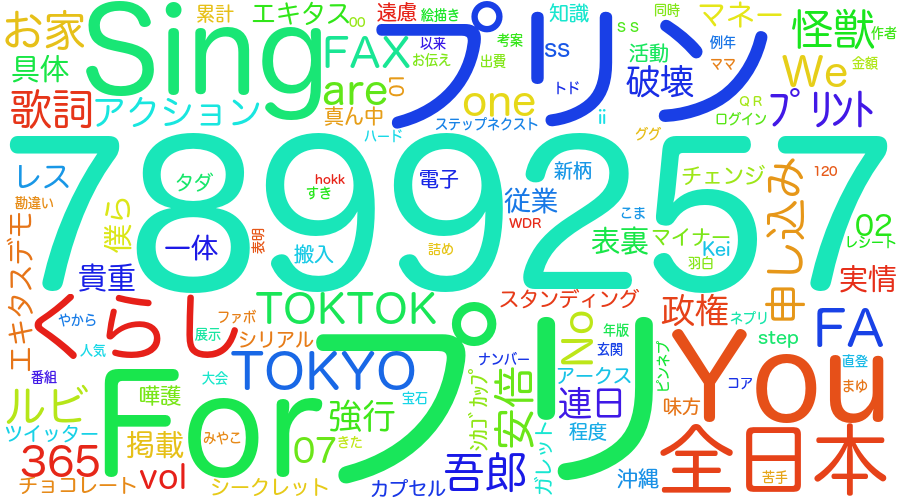 お家
Sing
累計
エキタス
00
遠慮
絵描き
プリン
知識
ss
同時
マネー
怪獣
作者
具体
FAX
以来
お伝え
考案
出費
SS
活動
例年
ママ
歌詞
アクション
are
LO
真ん中
one
トド
破壊
We
金額
QR
プリント
ハード
ステップネクスト
ii
ググ
ログイン
7899257
レス
タダ
hokk
すき
電子
従業
新柄
チェンジ
120
申し込み
勘違い
僕ら
一体
表明
搬入
詰め
WDR
こま
表裏
マイナー
Kei
羽白
02
レシート
エキタスデモ
貴重
実情
くらし
やから
人気
展示
ファボ
TOKTOK
シリアル
スタンディング
政権
ネプリ
step
FA
プリ
No
年版
玄関
番組
For
大会
TOKYO
宝石
ナンバー
アークス
ピンネプ
You
コア
直登
まゆ
ルビ
嘩護
強行
シカゴカップ
安倍
連日
味方
ツイッター
掲載
みやこ
07
きた
ガレット
程度
全日本
365
チョコレート
vol
シークレット
カプセル
吾郎
沖縄
苦手